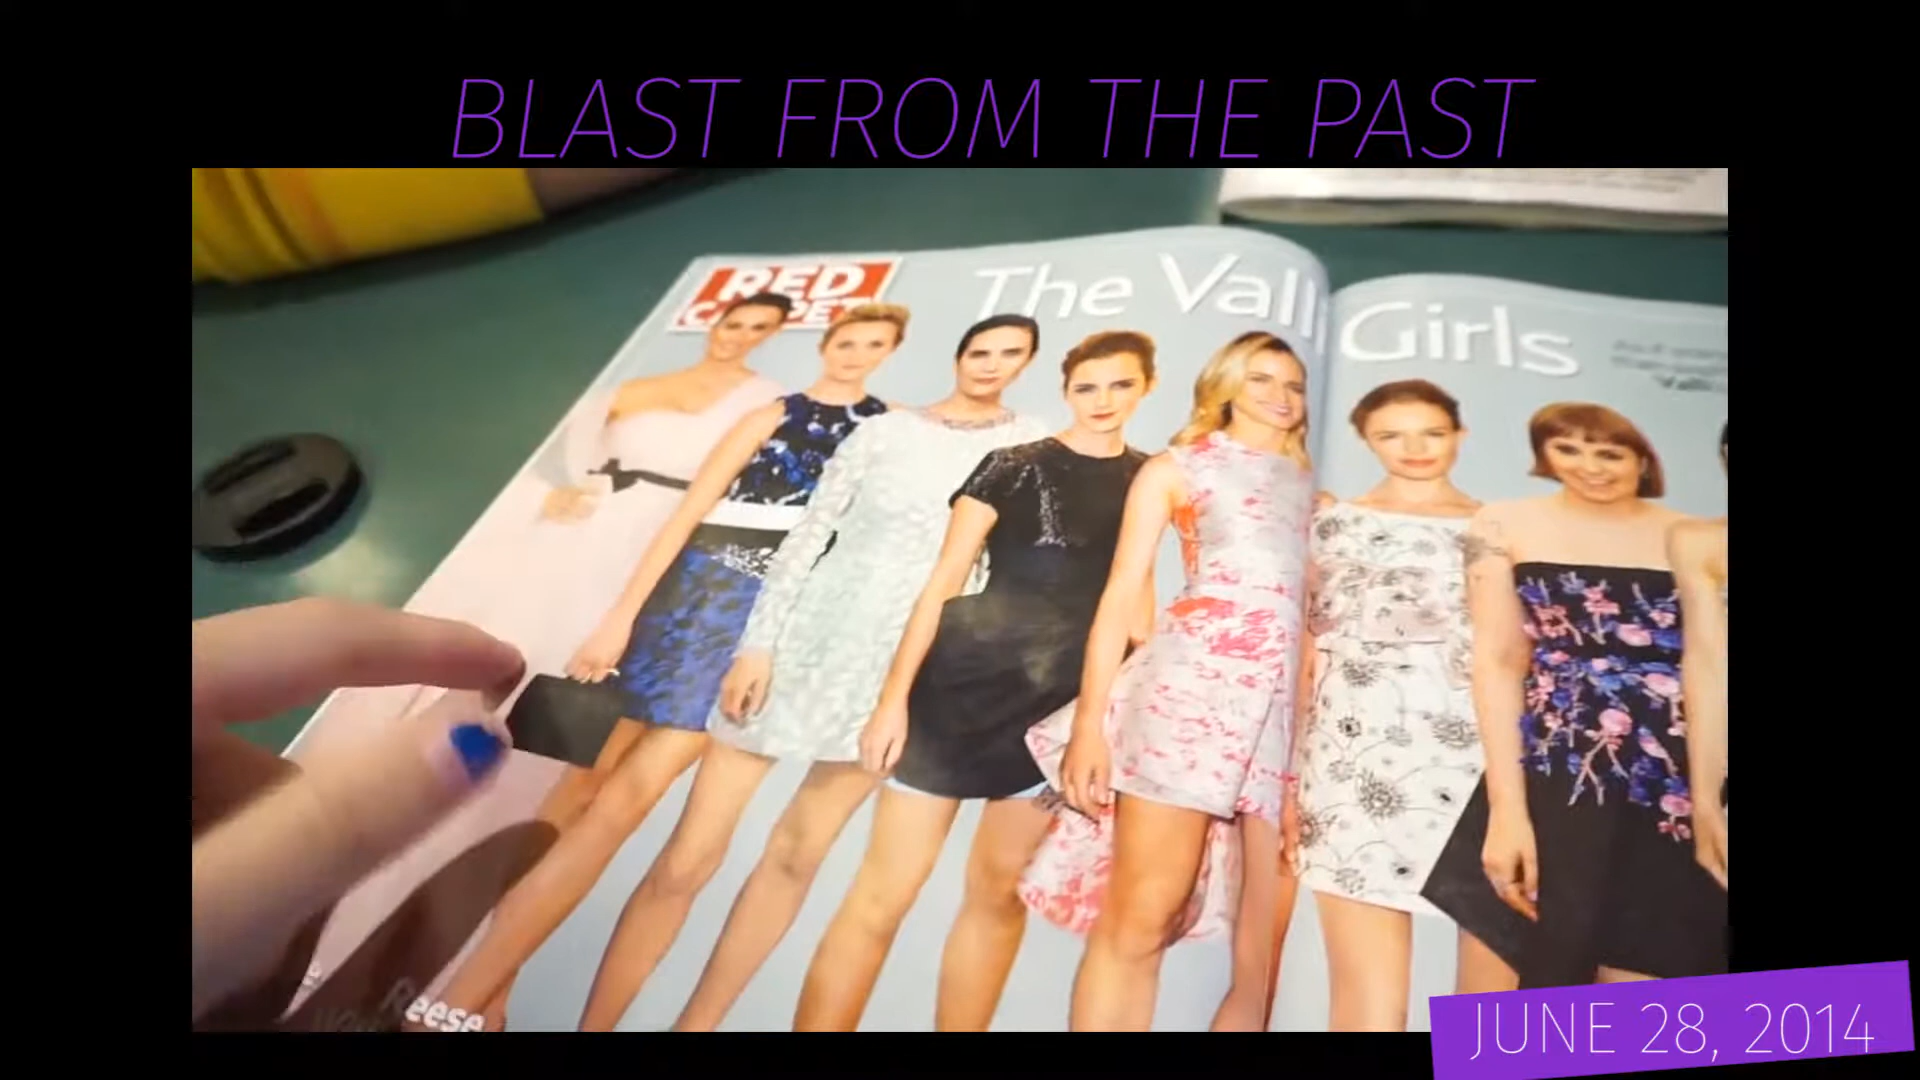 BLAST FROM THE PAST
RED
CARPET
The Valli Girls
Reese
JUNE 28, 2014